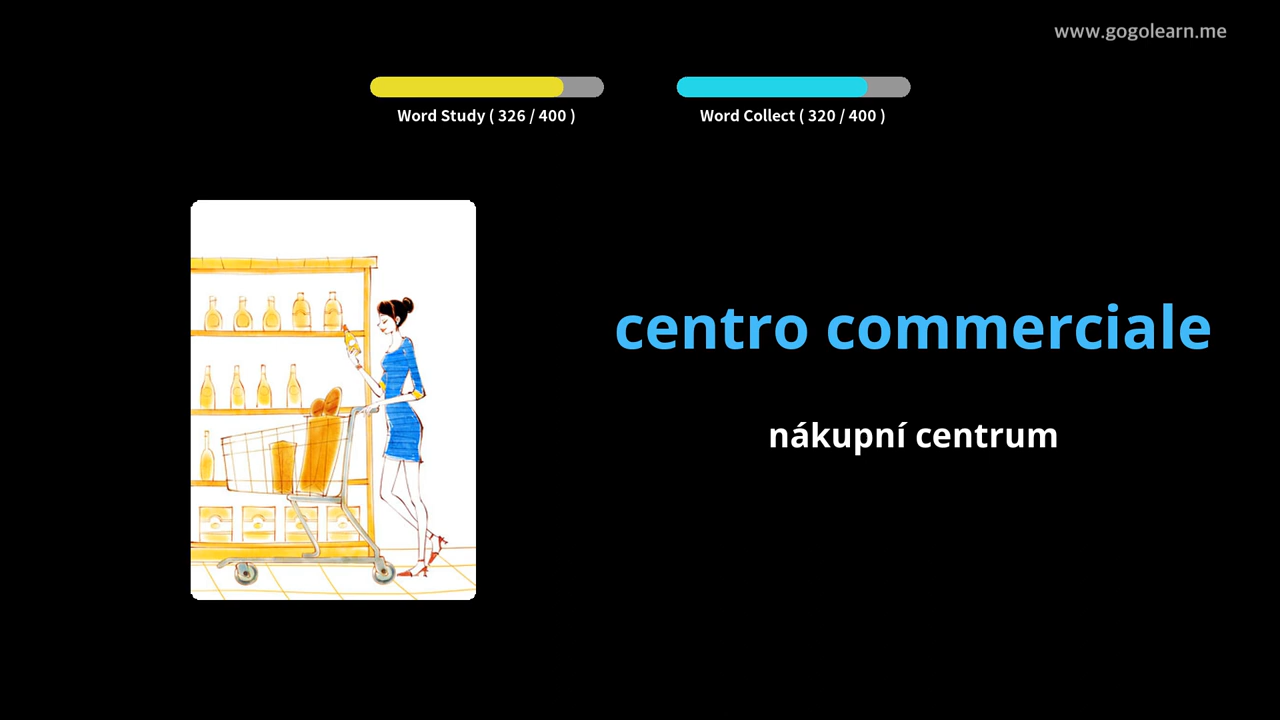 www.gogolearn.me
Word Study ( 326 / 400 )
Word Collect ( 320 / 400 )
centro commerciale
nákupní centrum